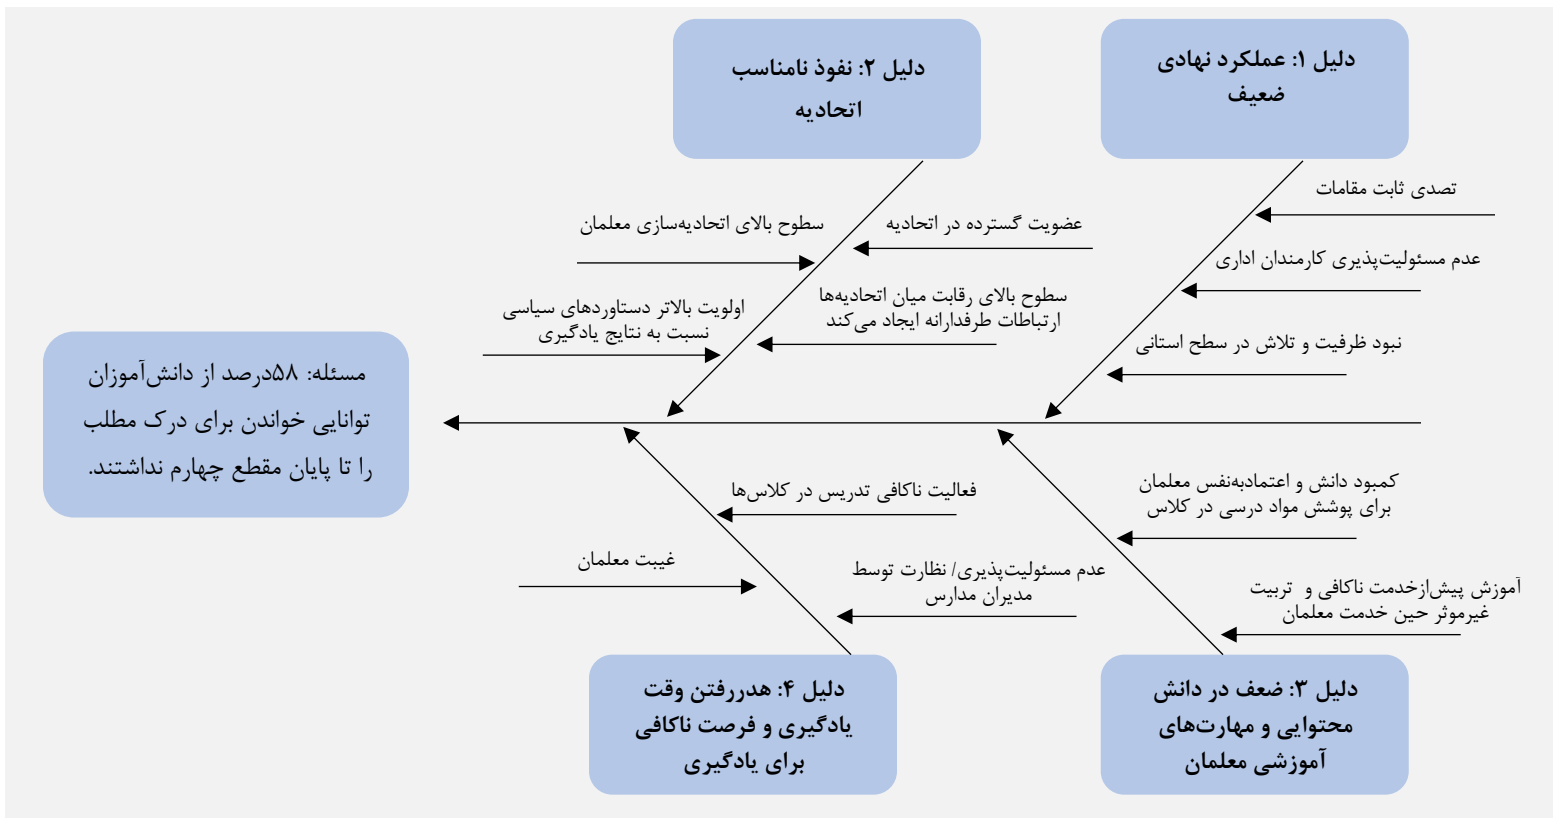 دلیل ۱: عملکرد نهادی
ضعیف
تصدی ثابت مقامات
عدم مسئولیت‌پذیری کارمندان اداری
نبود ظرفیت و تلاش در سطح استانی
دلیل ۲: نفوذ نامناسب
اتحادیه
عضویت گسترده در اتحادیه
سطوح بالای اتحادیه‌سازی معلمان
سطوح بالای رقابت میان اتحادیه‌ها
ارتباطات طرفدارانه ایجاد می‌کند
اولویت بالاتر دستاوردهای سیاسی
نسبت به نتایج یادگیری
مسئله: ۵۸درصد از دانش‌آموزان
توانایی خواندن برای درک مطلب
را تا پایان مقطع چهارم نداشتند.
کمبود دانش و اعتمادبه‌نفس معلمان
برای پوشش مواد درسی در کلاس
آموزش پیش‌ازخدمت ناکافی و تربیت
غیرموثر حین خدمت معلمان
دلیل ۳: ضعف در دانش
محتوایی و مهارت‌های
آموزشی معلمان
فعالیت ناکافی تدریس در کلاس‌ها
غیبت معلمان
عدم مسئولیت‌پذیری/ نظارت توسط
مدیران مدارس
دلیل ۴: هدررفتن وقت
یادگیری و فرصت ناکافی
برای یادگیری